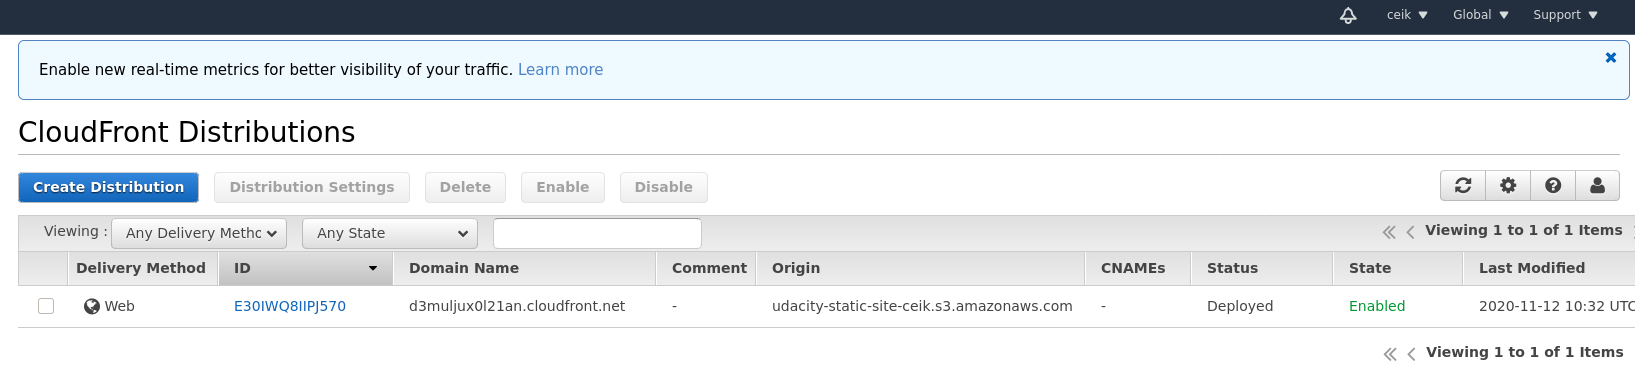 ceik Global Support
Enable new real-time metrics for better visibility of your traffic. Learn more
CloudFront Distributions
Create Distribution Distribution Settings Delete Enable Disable
Viewing : Any Delivery Methc Any State Viewing 1 to 1 of 1 Items
Delivery Method ID Domain Name Comment Origin CNAMEs Status State Last Modified
Web E30IWQ8IIPJ570 d3muljux0l21an.cloudfront.net - udacity-static-site-ceik.s3.amazonaws.com - Deployed Enabled 2020-11-12 10:32 UTC
Viewing 1 to 1 of 1 Items